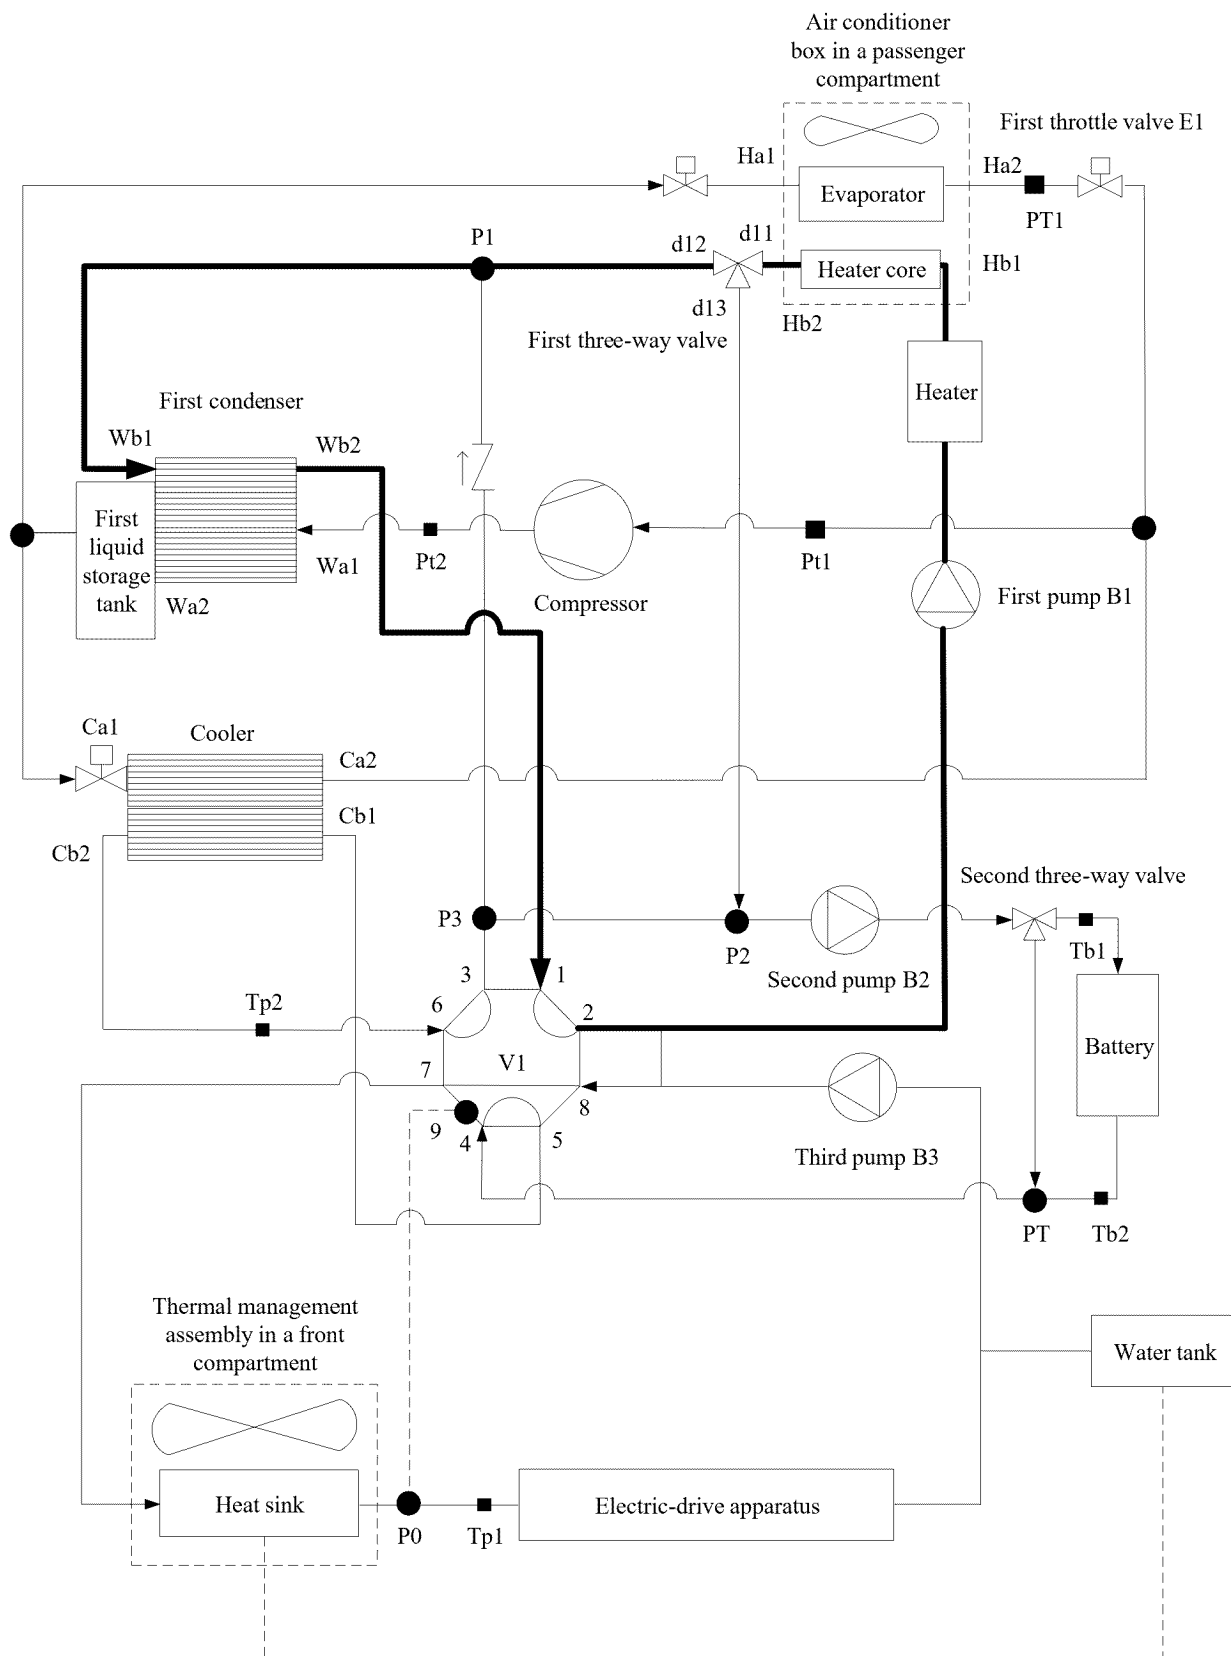 Air conditioner
box in a passenger
compartment
First throttle valve E1
Ha1
Ha2
Evaporator
PT1
P1
d12
d11
Heater core
Hb1
d13
Hb2
First three-way valve
Heater
First condenser
Wb1
Wb2
First
liquid
storage
tank
Wa1
Wa2
Pt2
Compressor
Pt1
First pump B1
Ca1
Cooler
Ca2
Cb1
Cb2
Second three-way valve
P3
P2
Tb1
Second pump B2
3
1
Tp2
6
2
Battery
V1
7
8
9
4
5
Third pump B3
PT
Tb2
Thermal management
assembly in a front
compartment
Water tank
Heat sink
Electric-drive apparatus
P0
Tp1